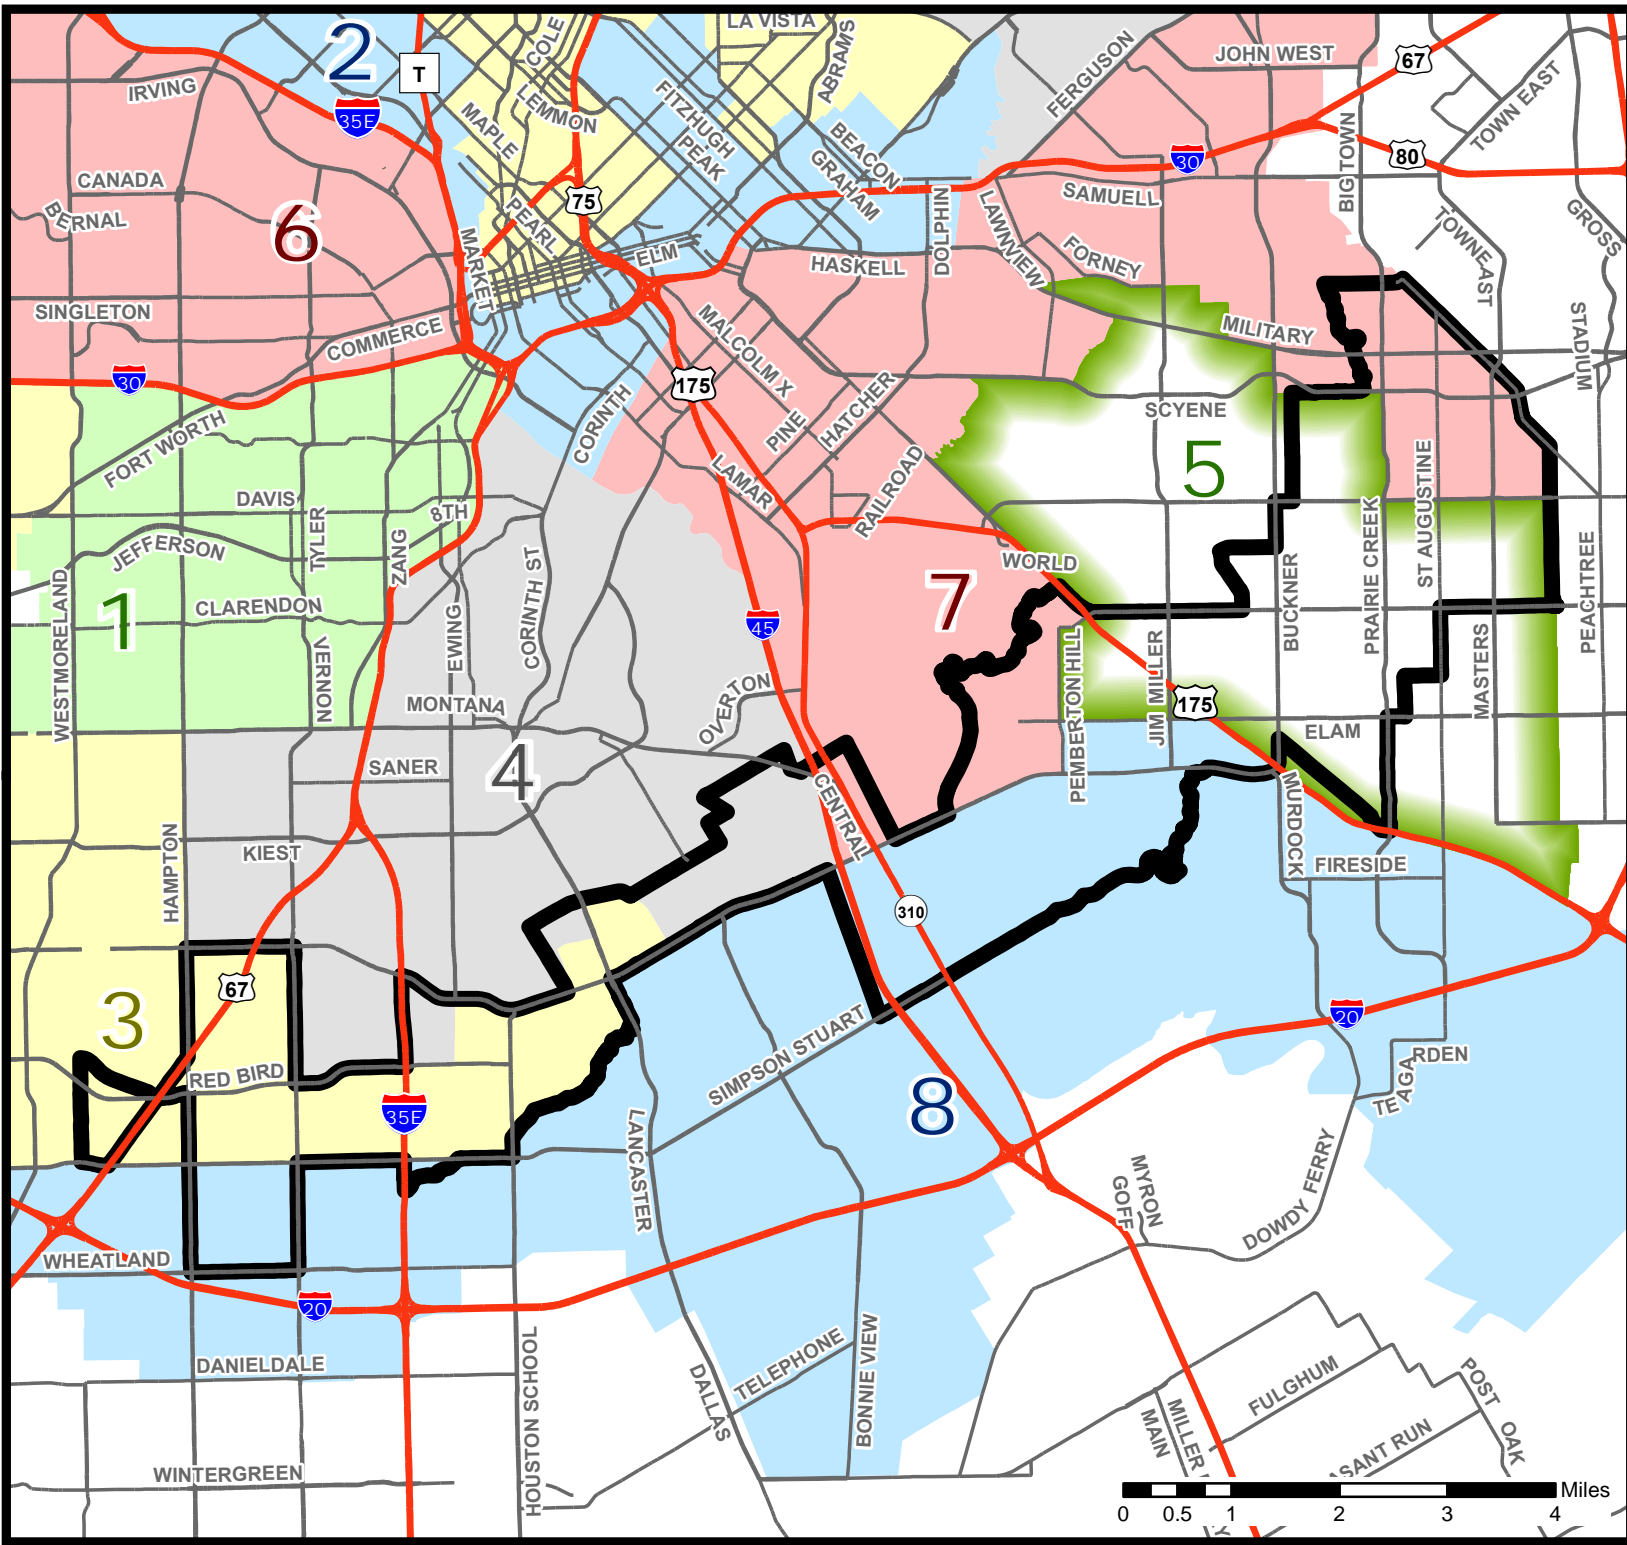 2
T
COLE
LA VISTA
ABRAMS
FERGUSON
JOHN WEST
67
TOWN EAST
IRVING
35E
LEMMON
MAPLE
FITZHUGH
PEAK
BEACON
GRAHAM
30
80
BIG TOWN
CANADA
BERNAL
6
75
PEARL
MARKET
ELM
HASKELL
DOLPHIN
LAWNVIEW
SAMUELL
FORNEY
TOWNEAST
GROSS
SINGLETON
COMMERCE
MALCOLM X
MILITARY
STADIUM
30
175
SCYENE
FORT WORTH
CORINTH
PINE
HATCHER
5
DAVIS
8TH
LAMAR
RAILROAD
ST AUGUSTINE
JEFFERSON
TYLER
ZANG
CORINTH ST
WORLD
PRAIRIE CREEK
BUCKNER
PEACHTREE
1
CLARENDON
WESTMORELAND
VERNON
EWING
45
7
MONTANA
OVERTON
PEMBERTON HILL
JIM MILLER
175
MASTERS
ELAM
SANER
4
CENTRAL
MURDOCK
KIEST
HAMPTON
FIRESIDE
310
67
3
SIMPSON STUART
20
RED BIRD
35E
8
TEAGARDEN
LANCASTER
MYRON
GOFF
DOWDY FERRY
WHEATLAND
20
DANIELDALE
HOUSTON SCHOOL
DALLAS
TELEPHONE
BONNIE VIEW
FULGHUM
POST OAK
MILLER
MAIN
ASANT RUN
WINTERGREEN
Miles
0 0.5 1 2 3 4